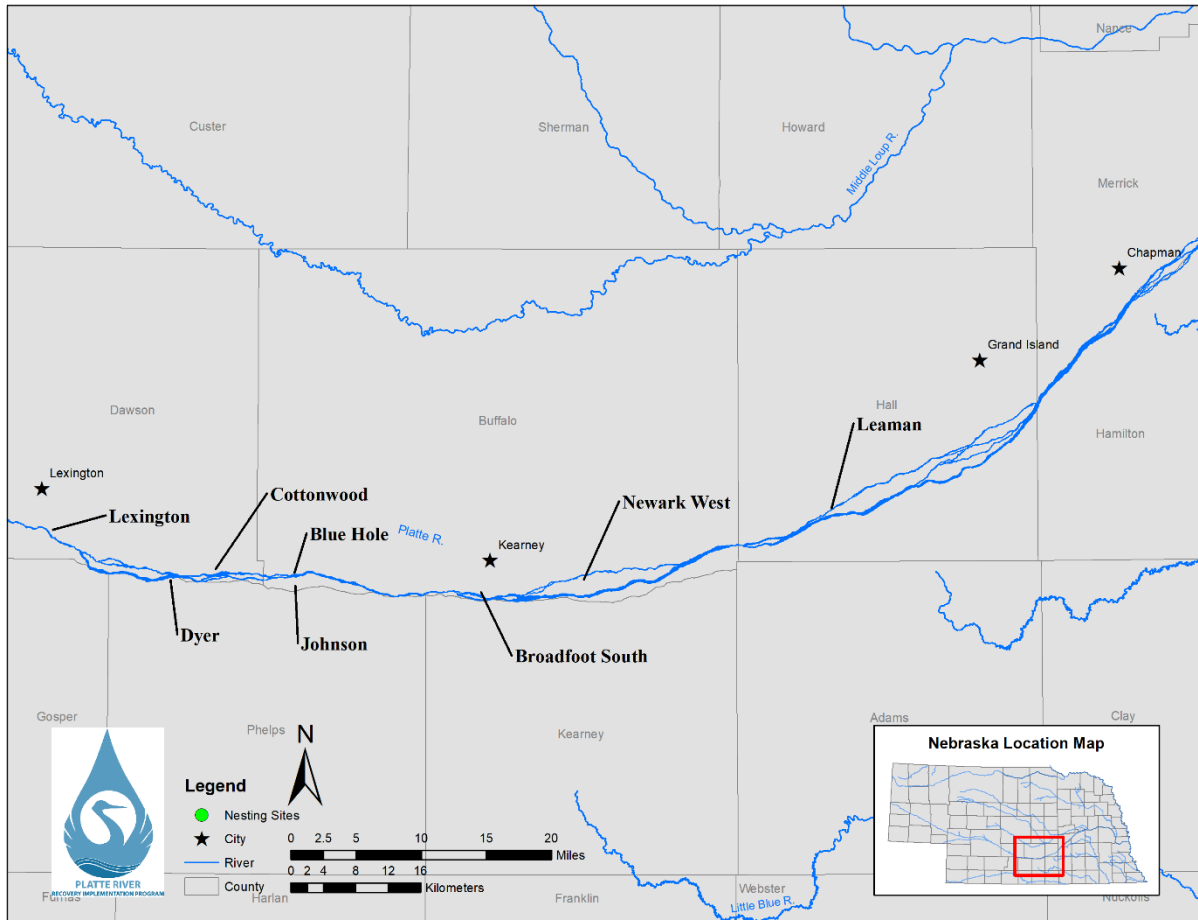 Nance
Custer
Sherman
Howard
Middle Loup R.
Merrick
Chapman
Grand Island
Dawson
Buffalo
Hall
Leaman
Hamilton
Lexington
Cottonwood
Newark West
Lexington
Blue Hole
Platte R.
Kearney
Dyer
Johnson
Broadfoot South
Gosper
Phelps
Kearney
Adams
Clay
N
Nebraska Location Map
Legend
Nesting Sites
City
River
County
0 2.5 5 10 15 20
Miles
0 2 4 8 12 16
Kilometers
PLATTE RIVER
RECOVERY IMPLEMENTATION PROGRAM
Furnas
Harlan
Franklin
Webster
Little Blue R.
Nuckolls